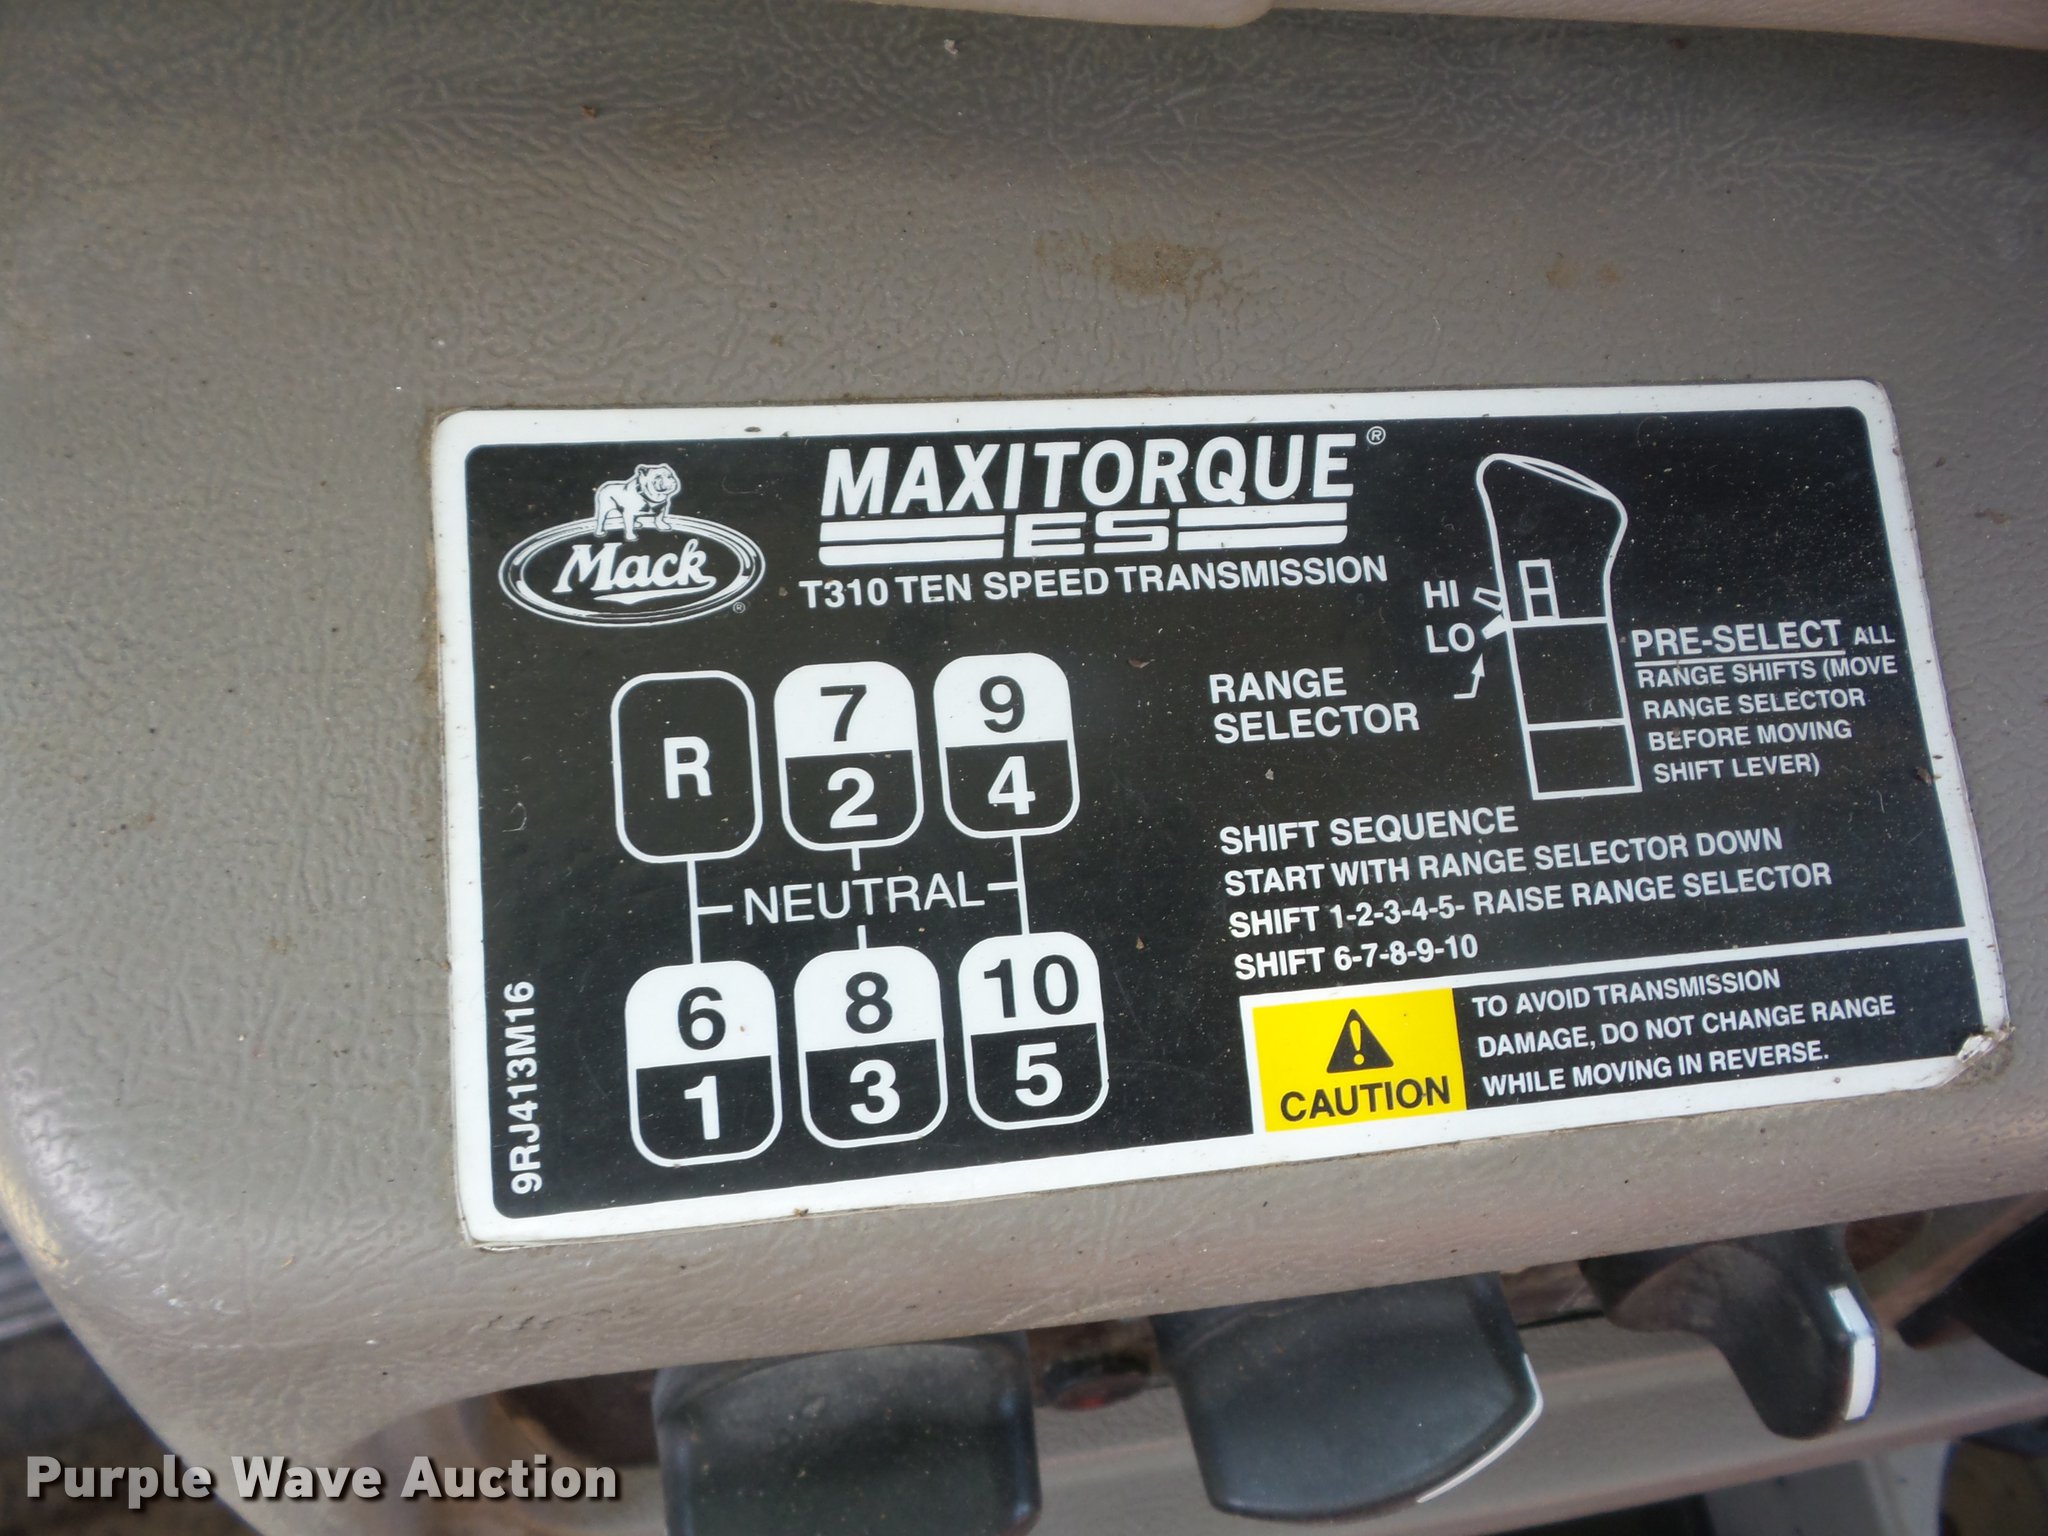 Mack®
MAXITORQUE®
ES
T310 TEN SPEED TRANSMISSION
R
7
2
9
4
NEUTRAL
6
1
8
3
10
5
9RJ413M16
HI
LO
RANGE
SELECTOR
PRE-SELECT ALL
RANGE SHIFTS (MOVE
RANGE SELECTOR
BEFORE MOVING
SHIFT LEVER)
SHIFT SEQUENCE
START WITH RANGE SELECTOR DOWN
SHIFT 1-2-3-4-5- RAISE RANGE SELECTOR
SHIFT 6-7-8-9-10
CAUTION
TO AVOID TRANSMISSION
DAMAGE, DO NOT CHANGE RANGE
WHILE MOVING IN REVERSE.
Purple Wave Auction